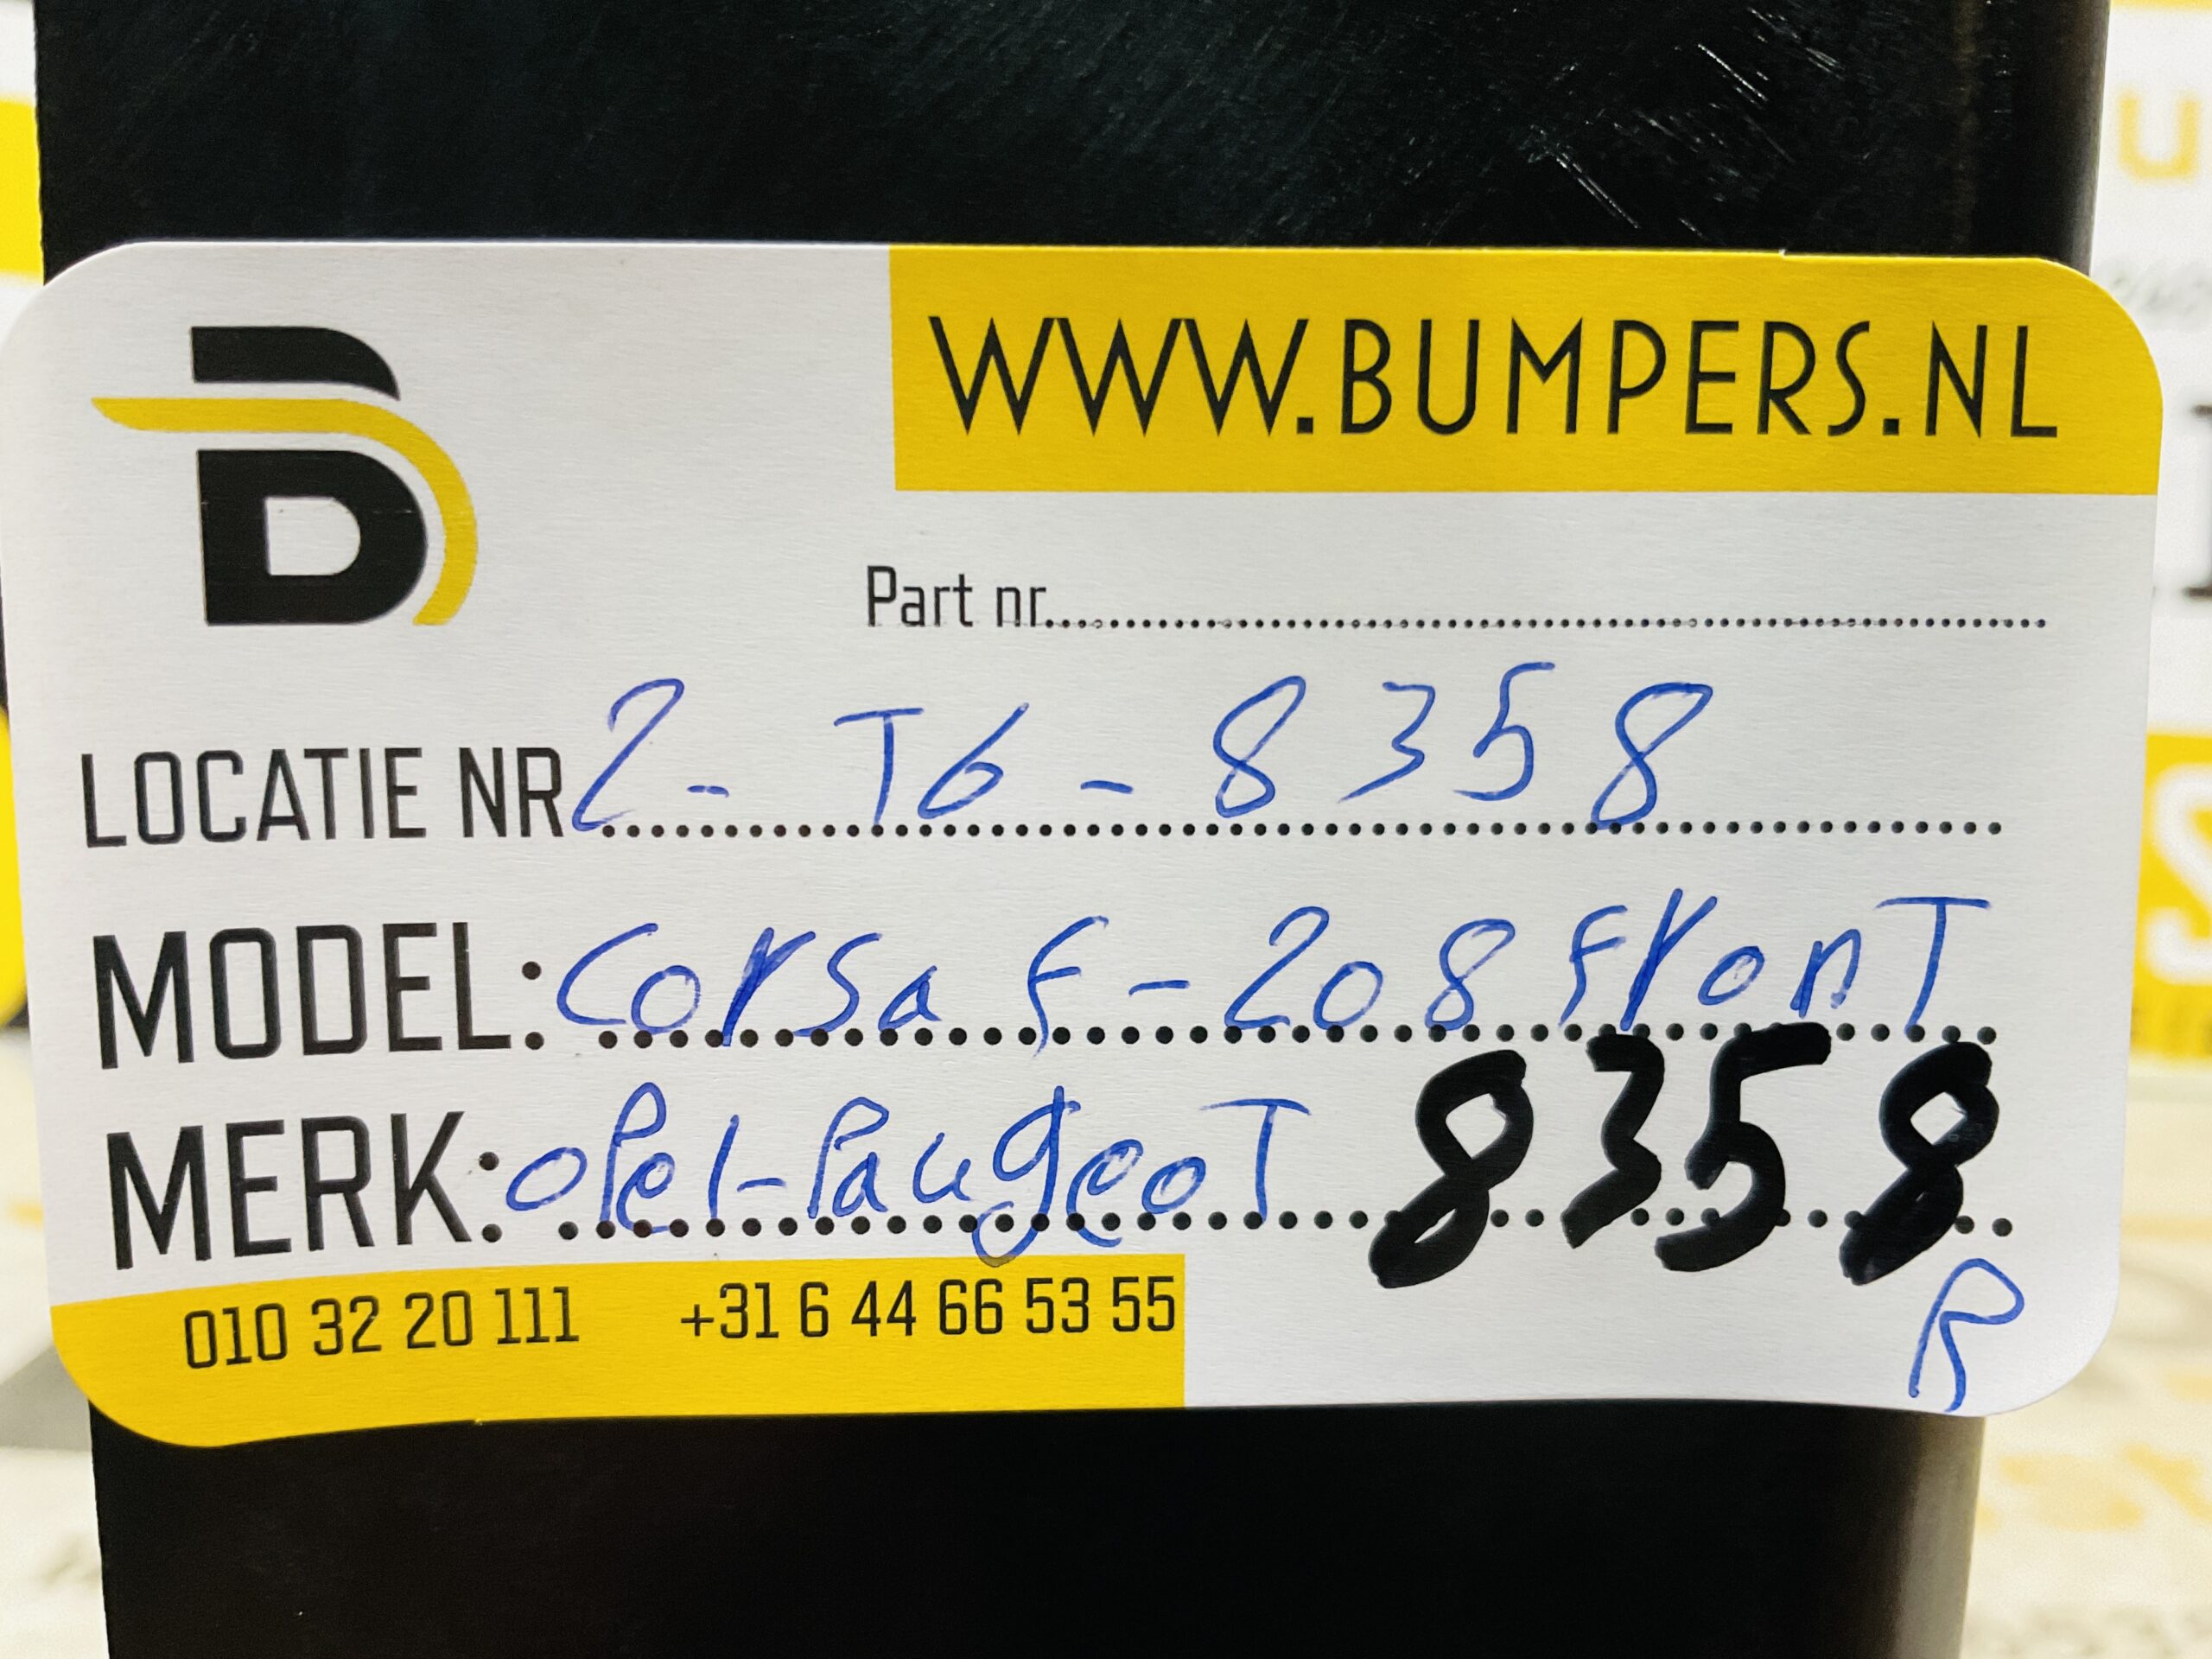 WWW.BUMPERS.NL
Part nr.
LOCATIE NR 2 - T6 - 8358
MODEL: Corsa f - 208 front
MERK: oPel-PaugeoT 8358
R
010 32 20 111 +31 6 44 66 53 55